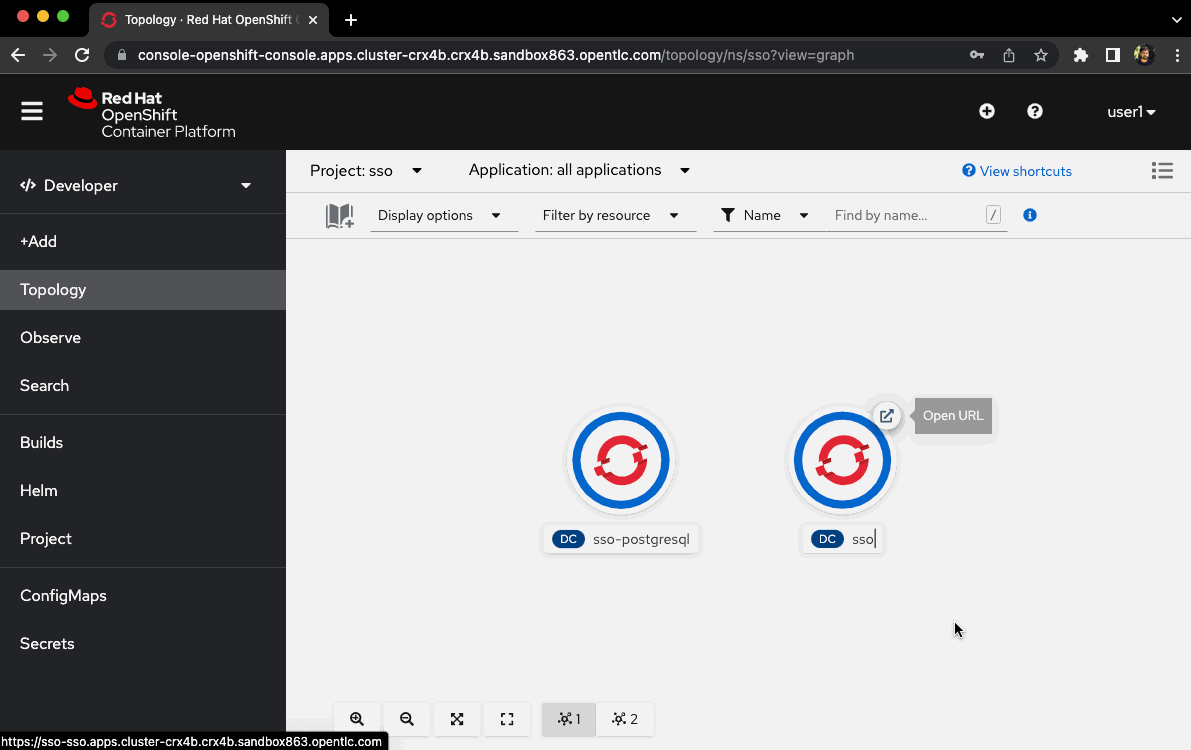 Topology · Red Hat OpenShift
console-openshift-console.apps.cluster-crx4b.crx4b.sandbox863.opentlc.com/topology/ns/sso?view=graph
Red Hat
OpenShift
Container Platform
user1
Developer
+Add
Topology
Observe
Search
Builds
Helm
Project
ConfigMaps
Secrets
Project: sso
Application: all applications
View shortcuts
Display options
Filter by resource
Name
Find by name...
/
Open URL
DC sso-postgresql
DC sso
1
2
https://sso-sso.apps.cluster-crx4b.crx4b.sandbox863.opentlc.com